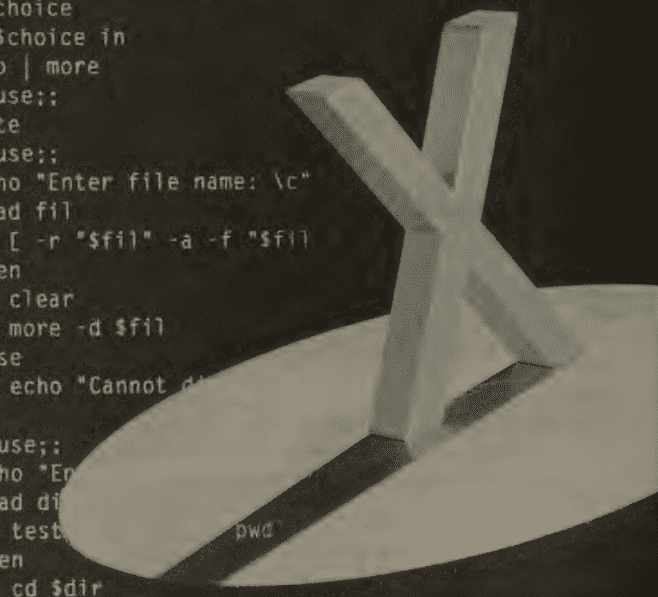 choice
$choice in
o | more
use;;
te
use;;
ho "Enter file name: \c"
ad fil
[ -r "$fil" -a -f "$fil
en
clear
more -d $fil
se
echo "Cannot di
use;;
ho "En
ad di
test pwd
en
cd $dir
X